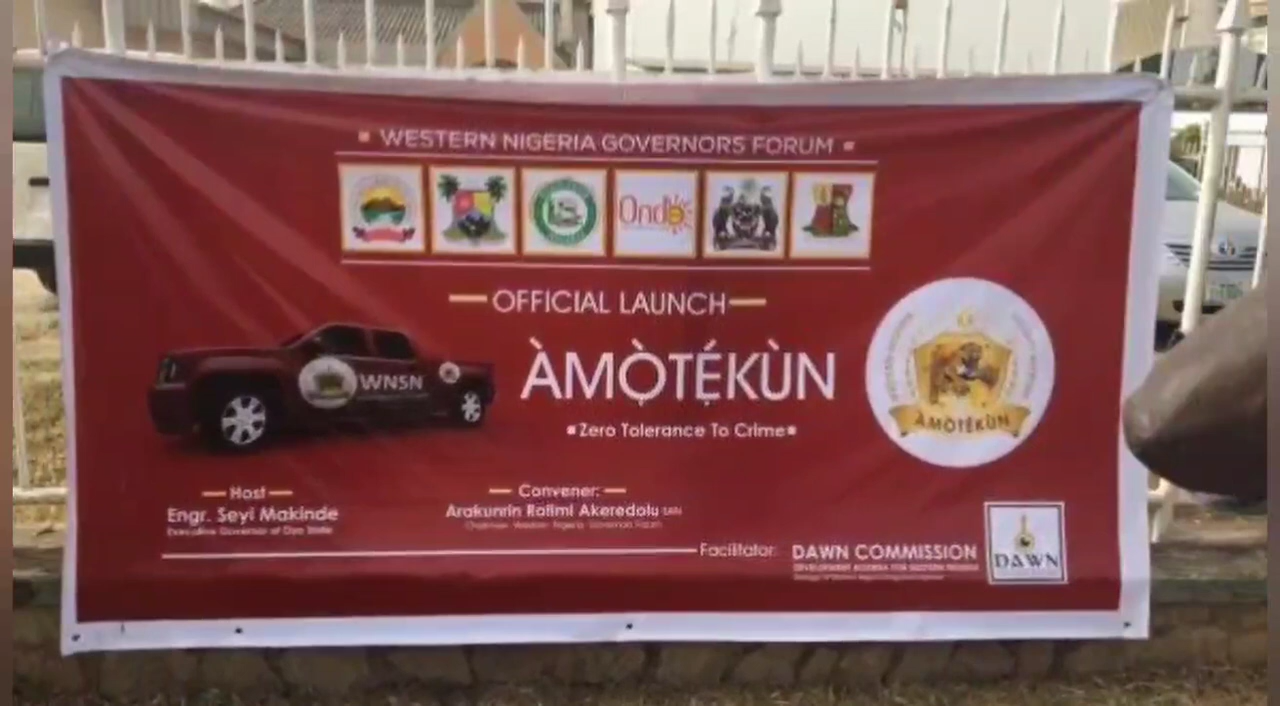 WESTERN NIGERIA GOVERNORS FORUM
Ondo
OFFICIAL LAUNCH
ÀMỌ̀TẸ́KÙN
Zero Tolerance To Crime
WNSN
ÀMỌ̀TẸ́KÙN
Host
Engr. Seyi Makinde
Executive Governor of Oyo State
Convener:
Arakunrin Rotimi Akeredolu SAN
Chairman Western Nigeria Governors Forum
Facilitator: DAWN COMMISSION
DEVELOPMENT AGENDA FOR WESTERN NIGERIA
DAWN